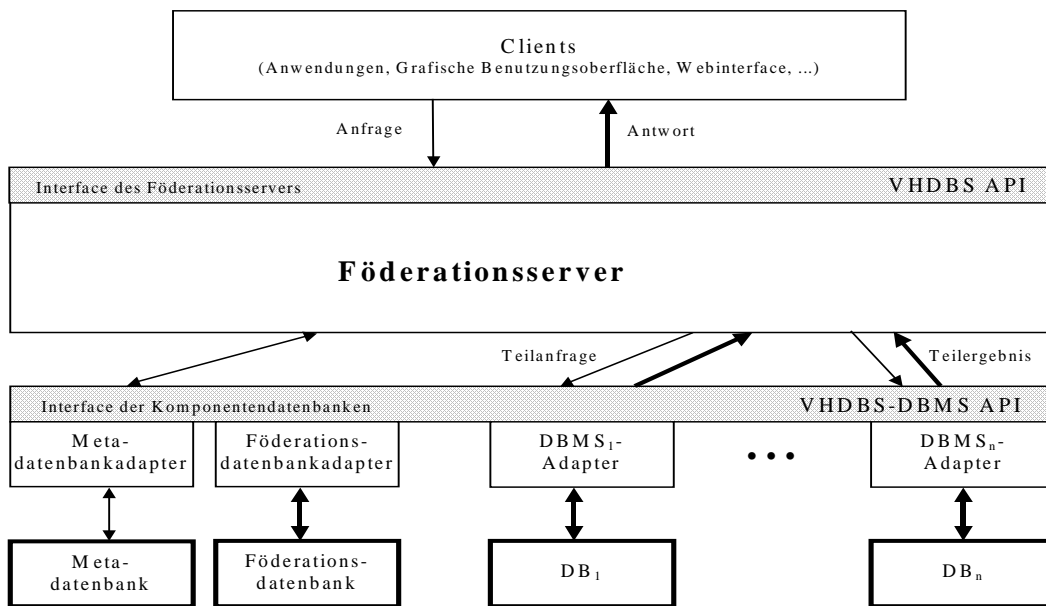 Clients
(Anwendungen, Grafische Benutzungsoberfläche, Webinterface, ...)
Anfrage
Antwort
Interface des Föderationsservers
VHDBS API
Föderationsserver
Teilanfrage
Teilergebnis
Interface der Komponentendatenbanken
VHDBS-DBMS API
Meta-
datenbankadapter
Föderations-
datenbankadapter
DBMS₁-
Adapter
• • •
DBMSₙ-
Adapter
Meta-
datenbank
Föderations-
datenbank
DB₁
DBₙ